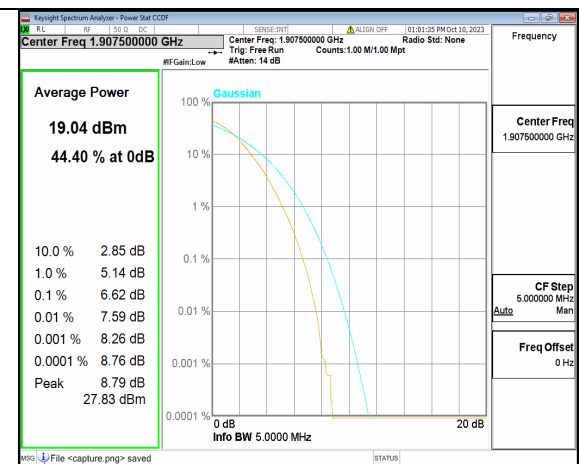 Keysight Spectrum Analyzer - Power Stat CCDF
RL RF 50 Ω DC SENSE:INT ALIGN OFF 01:01:35 PM Oct 10, 2023
Center Freq 1.907500000 GHz
Center Freq: 1.907500000 GHz Radio Std: None
Trig: Free Run Counts:1.00 M/1.00 Mpt
#IFGain:Low #Atten: 14 dB
Frequency
Average Power
19.04 dBm
44.40 % at 0dB
10.0 % 2.85 dB
1.0 % 5.14 dB
0.1 % 6.62 dB
0.01 % 7.59 dB
0.001 % 8.26 dB
0.0001 % 8.76 dB
Peak 8.79 dB
27.83 dBm
Gaussian
100 %
10 %
1 %
0.1 %
0.01 %
0.001 %
0.0001 %
0 dB 20 dB
Info BW 5.0000 MHz
Center Freq
1.907500000 GHz
CF Step
5.000000 MHz
Auto Man
Freq Offset
0 Hz
MSG File <capture.png> saved STATUS